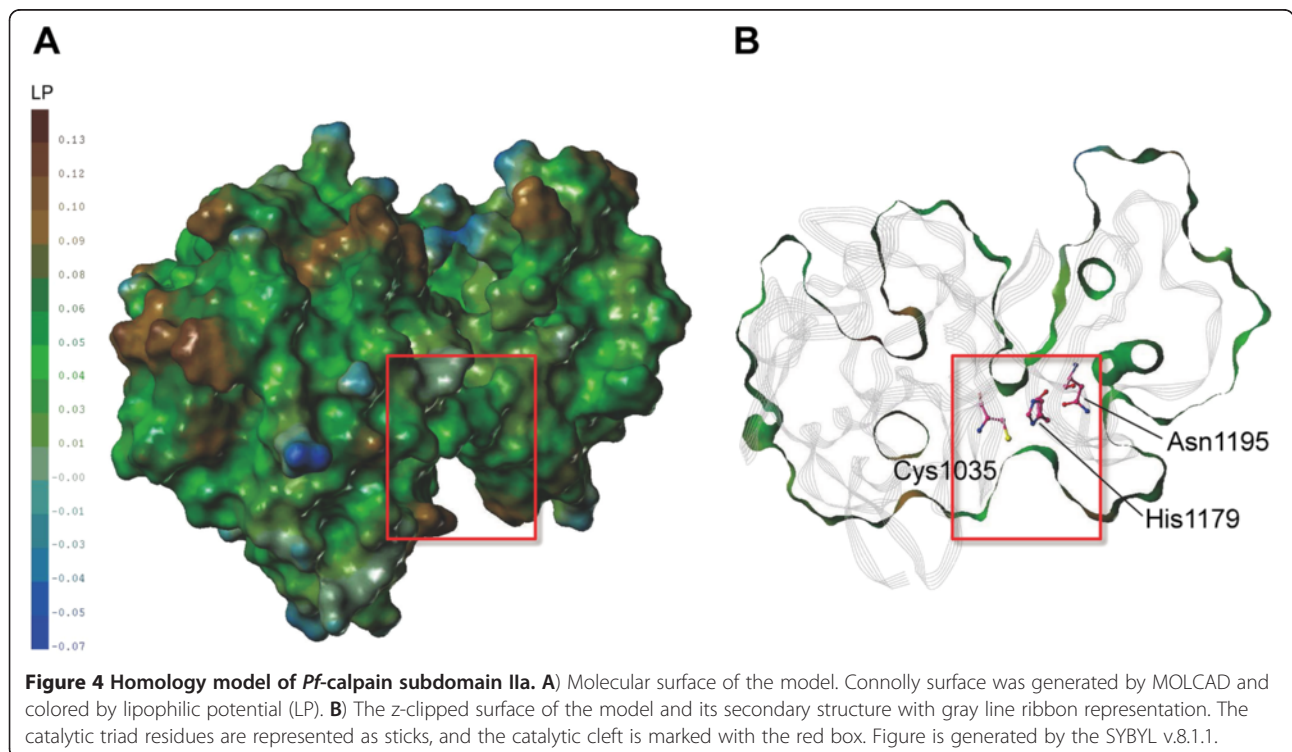 A
B
LP
0.13
0.12
0.10
0.09
0.08
0.06
0.05
0.04
0.03
0.01
-0.00
-0.01
-0.03
-0.04
-0.05
-0.07
Cys1035
Asn1195
His1179
Figure 4 Homology model of Pf-calpain subdomain IIa. A) Molecular surface of the model. Connolly surface was generated by MOLCAD and
colored by lipophilic potential (LP). B) The z-clipped surface of the model and its secondary structure with gray line ribbon representation. The
catalytic triad residues are represented as sticks, and the catalytic cleft is marked with the red box. Figure is generated by the SYBYL v.8.1.1.